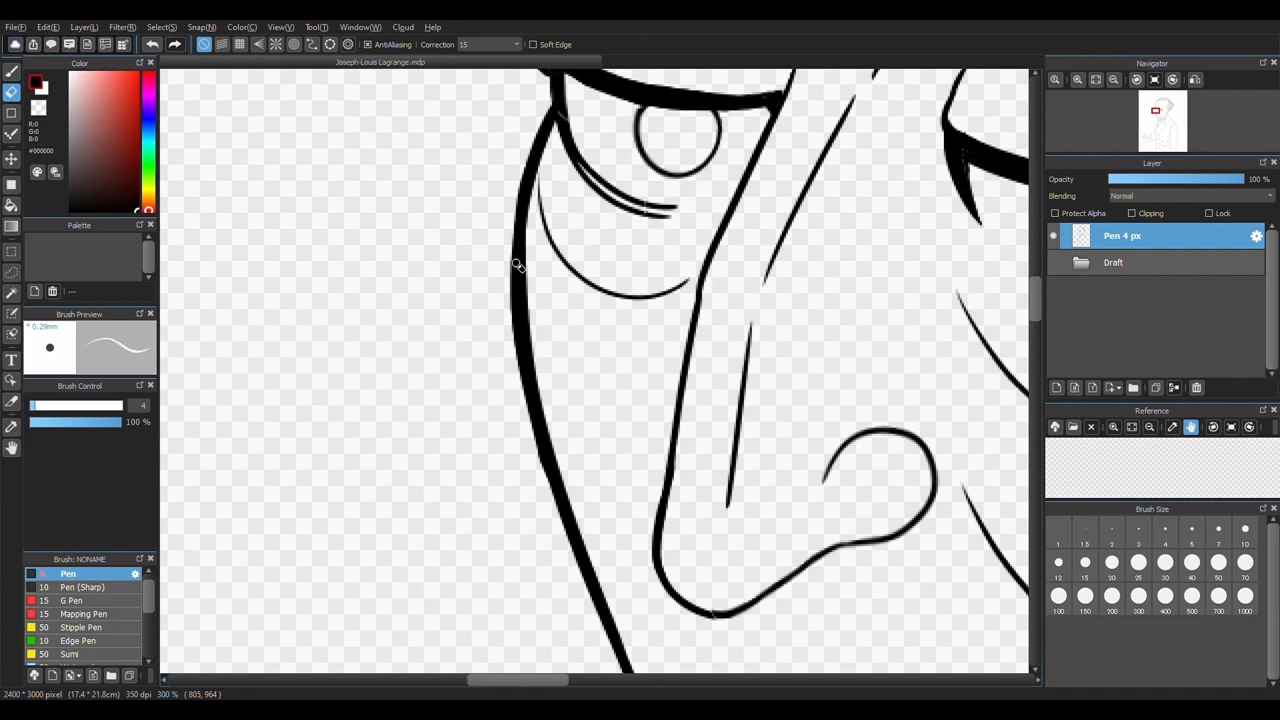 File(F) Edit(E) Layer(L) Filter(R) Select(S) Snap(N) Color(C) View(V) Tool(T) Window(W) Cloud Help
AntiAliasing Correction 15 Soft Edge
Color
Joseph-Louis Lagrange.mdp
Navigator
R:0
G:0
B:0
#000000
Layer
Opacity 100 %
Blending Normal
Protect Alpha Clipping Lock
Palette
Pen 4 px
Draft
---
Brush Preview
* 0.29mm
Brush Control
4
100 %
Reference
Brush Size
1 1.5 2 3 4 5 7 10
12 15 20 25 30 40 50 70
100 150 200 300 400 500 700 1000
Brush: NONAME
Pen
10 Pen (Sharp)
15 G Pen
15 Mapping Pen
50 Stipple Pen
10 Edge Pen
50 Sumi
2400 * 3000 pixel (17.4 * 21.8cm) 350 dpi 300 % ( 805, 964 )